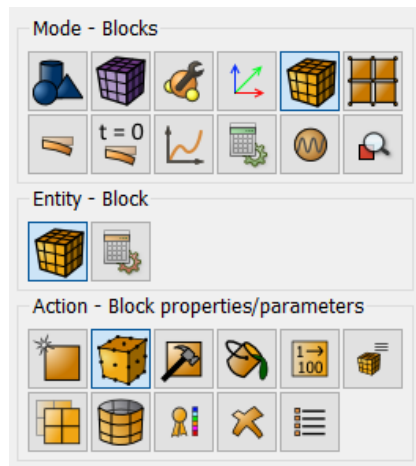 Mode - Blocks
t = 0
Entity - Block
Action - Block properties/parameters
1→
100